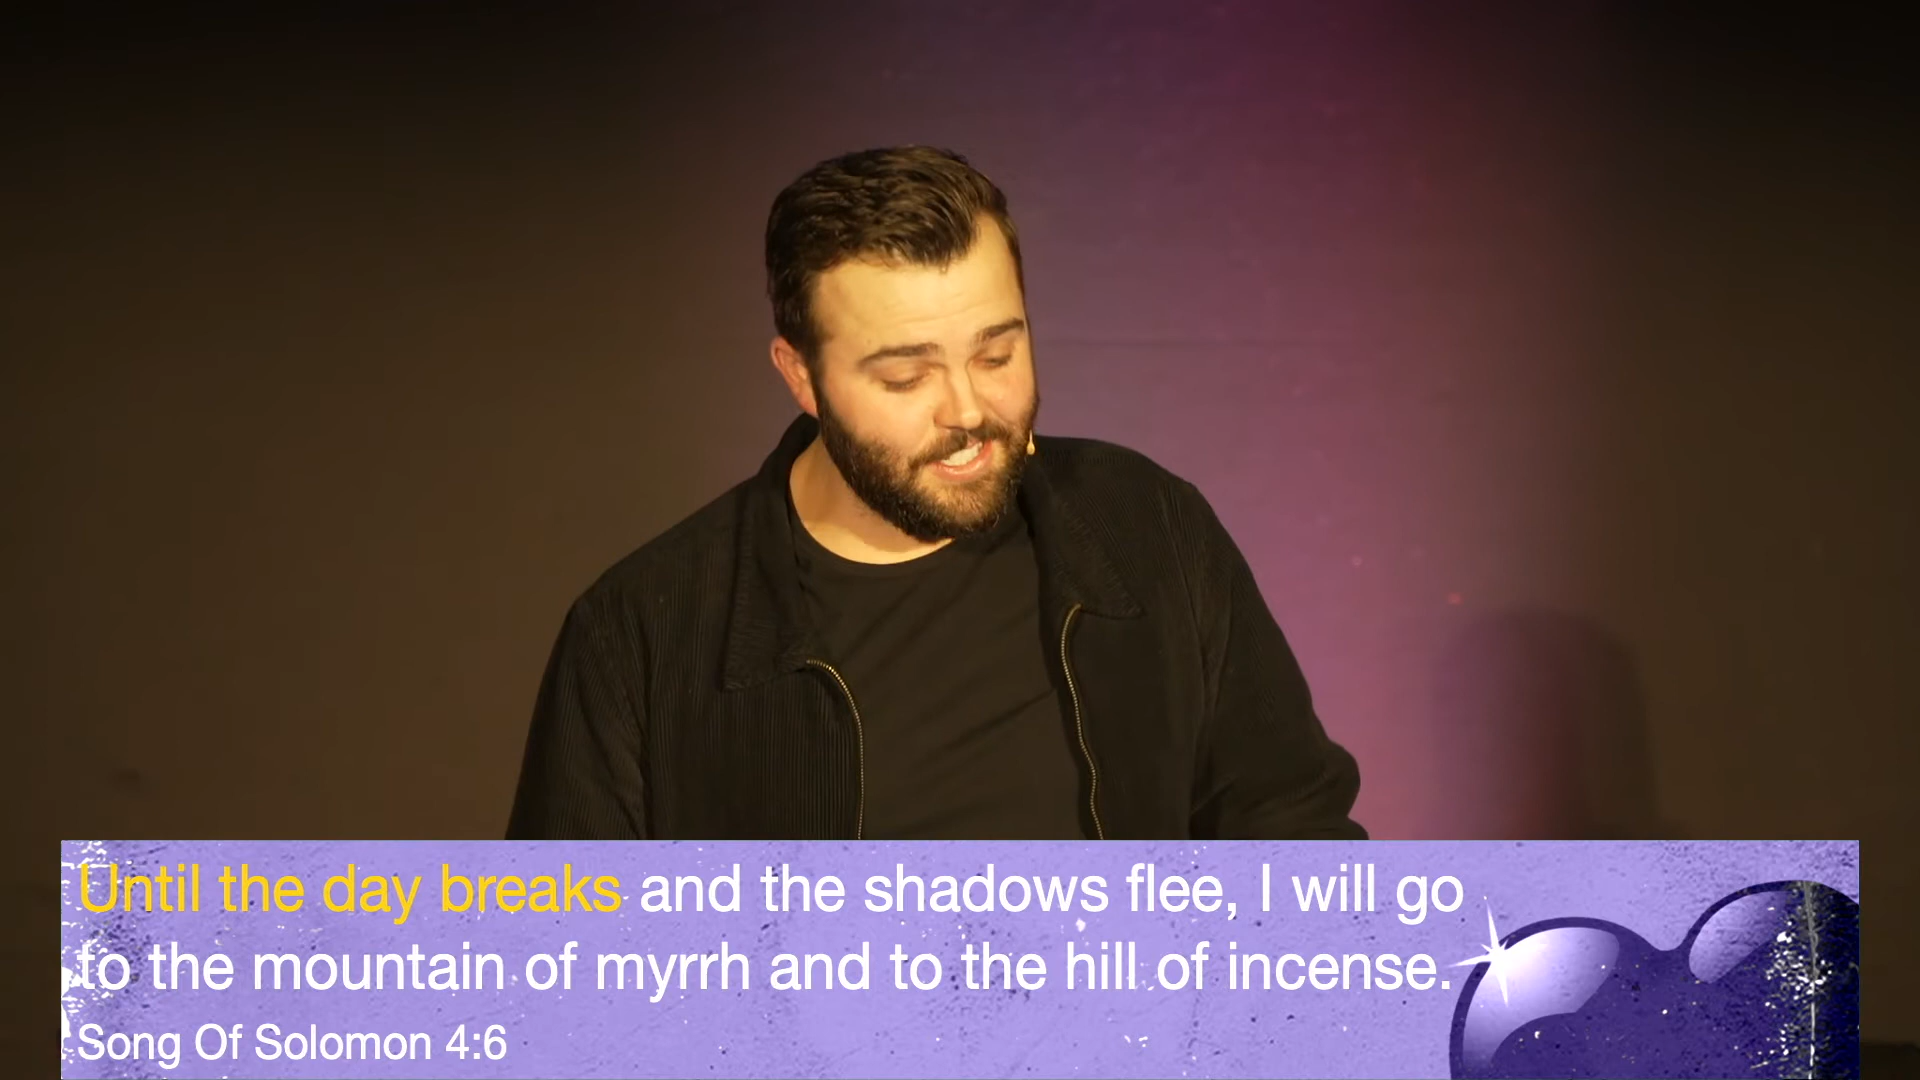 Until the day breaks and the shadows flee, I will go
to the mountain of myrrh and to the hill of incense.
Song Of Solomon 4:6